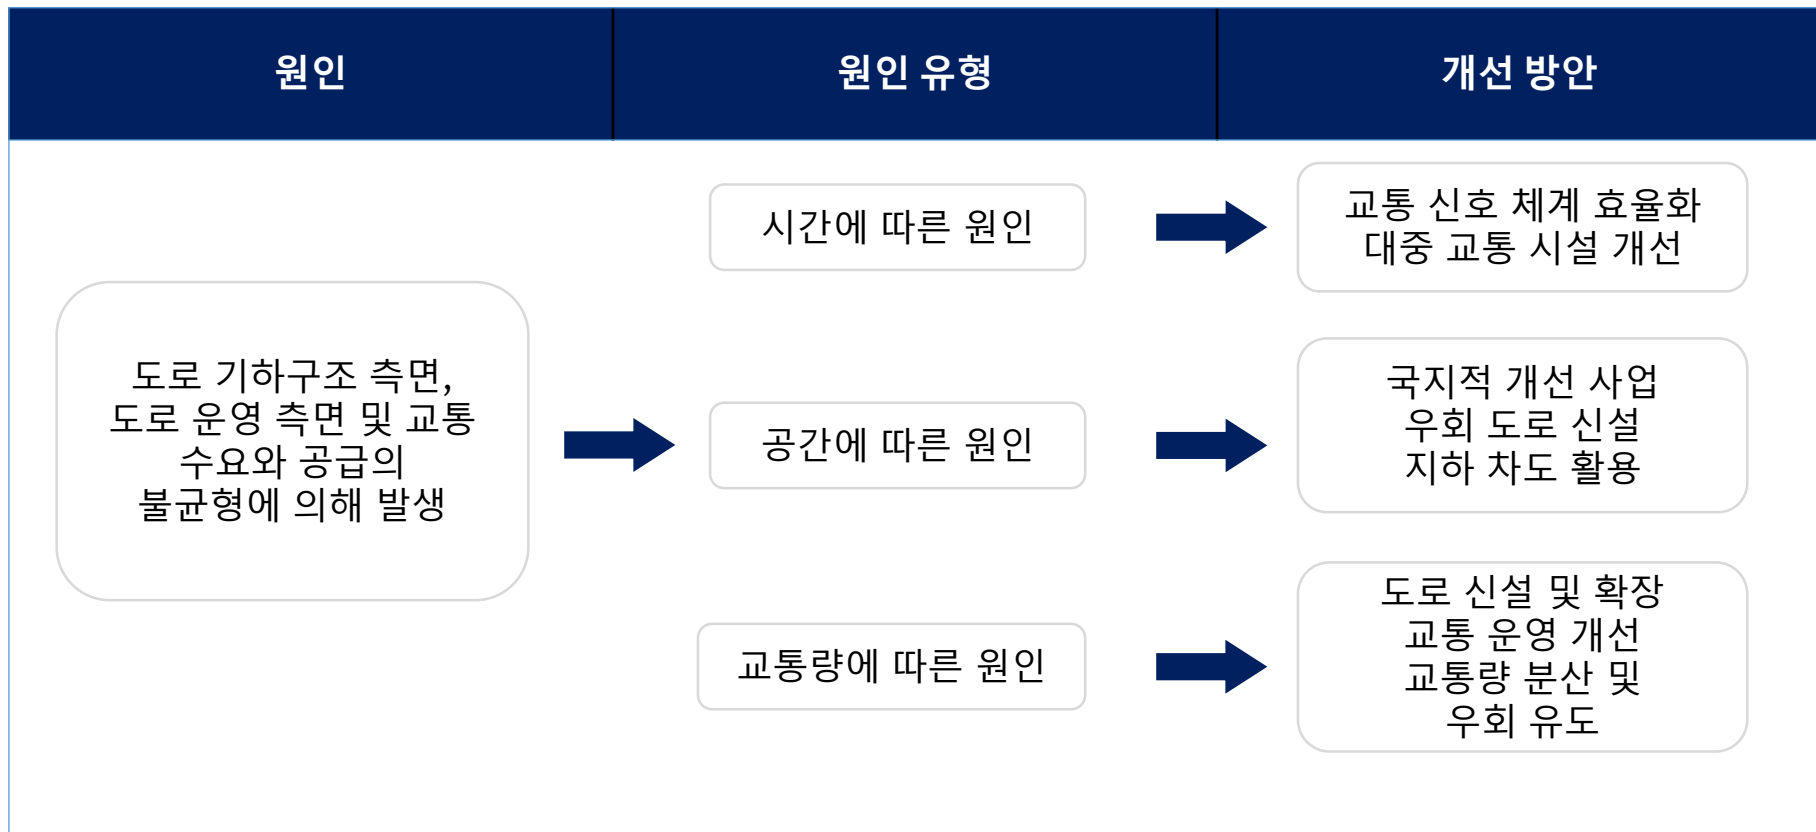 원인
원인 유형
개선 방안
도로 기하구조 측면,
도로 운영 측면 및 교통
수요와 공급의
불균형에 의해 발생
시간에 따른 원인
교통 신호 체계 효율화
대중 교통 시설 개선
공간에 따른 원인
국지적 개선 사업
우회 도로 신설
지하 차도 활용
교통량에 따른 원인
도로 신설 및 확장
교통 운영 개선
교통량 분산 및
우회 유도